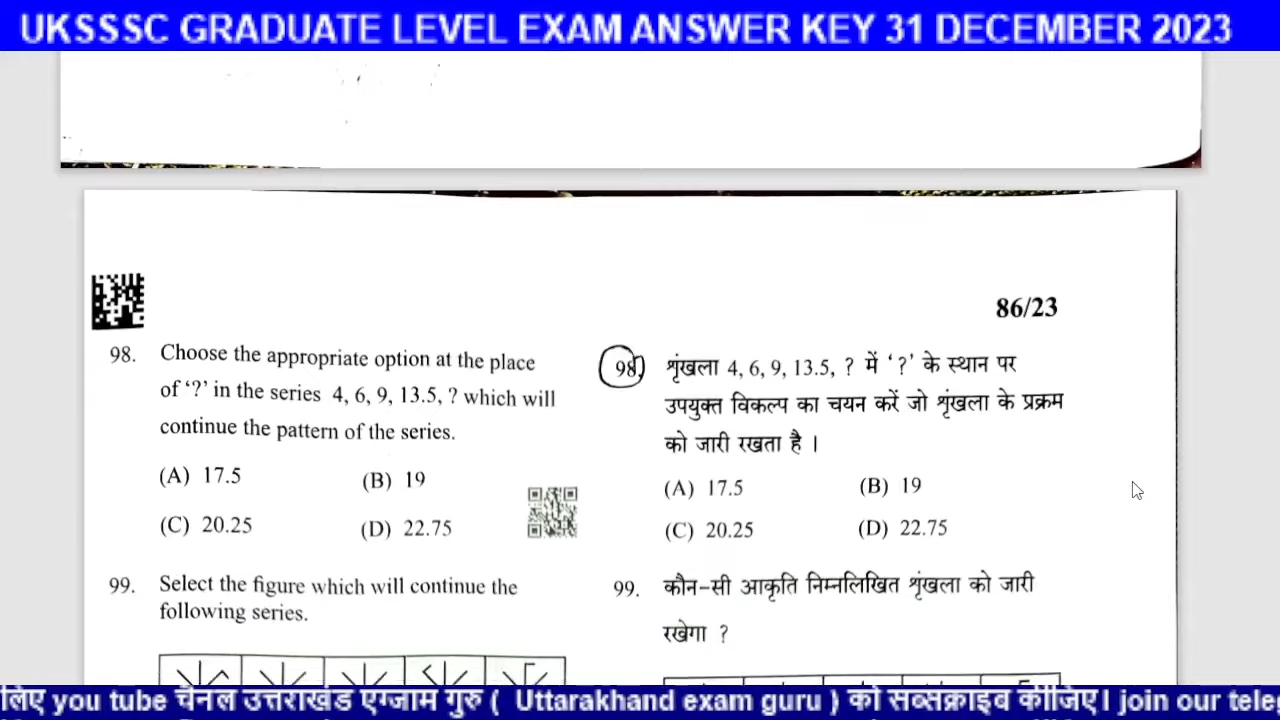 UKSSSC GRADUATE LEVEL EXAM ANSWER KEY 31 DECEMBER 2023
86/23
98. Choose the appropriate option at the place
of ‘?’ in the series 4, 6, 9, 13.5, ? which will
continue the pattern of the series.
(A) 17.5 (B) 19
(C) 20.25 (D) 22.75
99. Select the figure which will continue the
following series.
98. शृंखला 4, 6, 9, 13.5, ? में ‘?’ के स्थान पर
उपयुक्त विकल्प का चयन करें जो शृंखला के प्रक्रम
को जारी रखता है ।
(A) 17.5 (B) 19
(C) 20.25 (D) 22.75
99. कौन-सी आकृति निम्नलिखित शृंखला को जारी
रखेगा ?
लिए you tube चैनल उत्तराखंड एग्जाम गुरु ( Uttarakhand exam guru ) को सब्सक्राइब कीजिए। join our tele